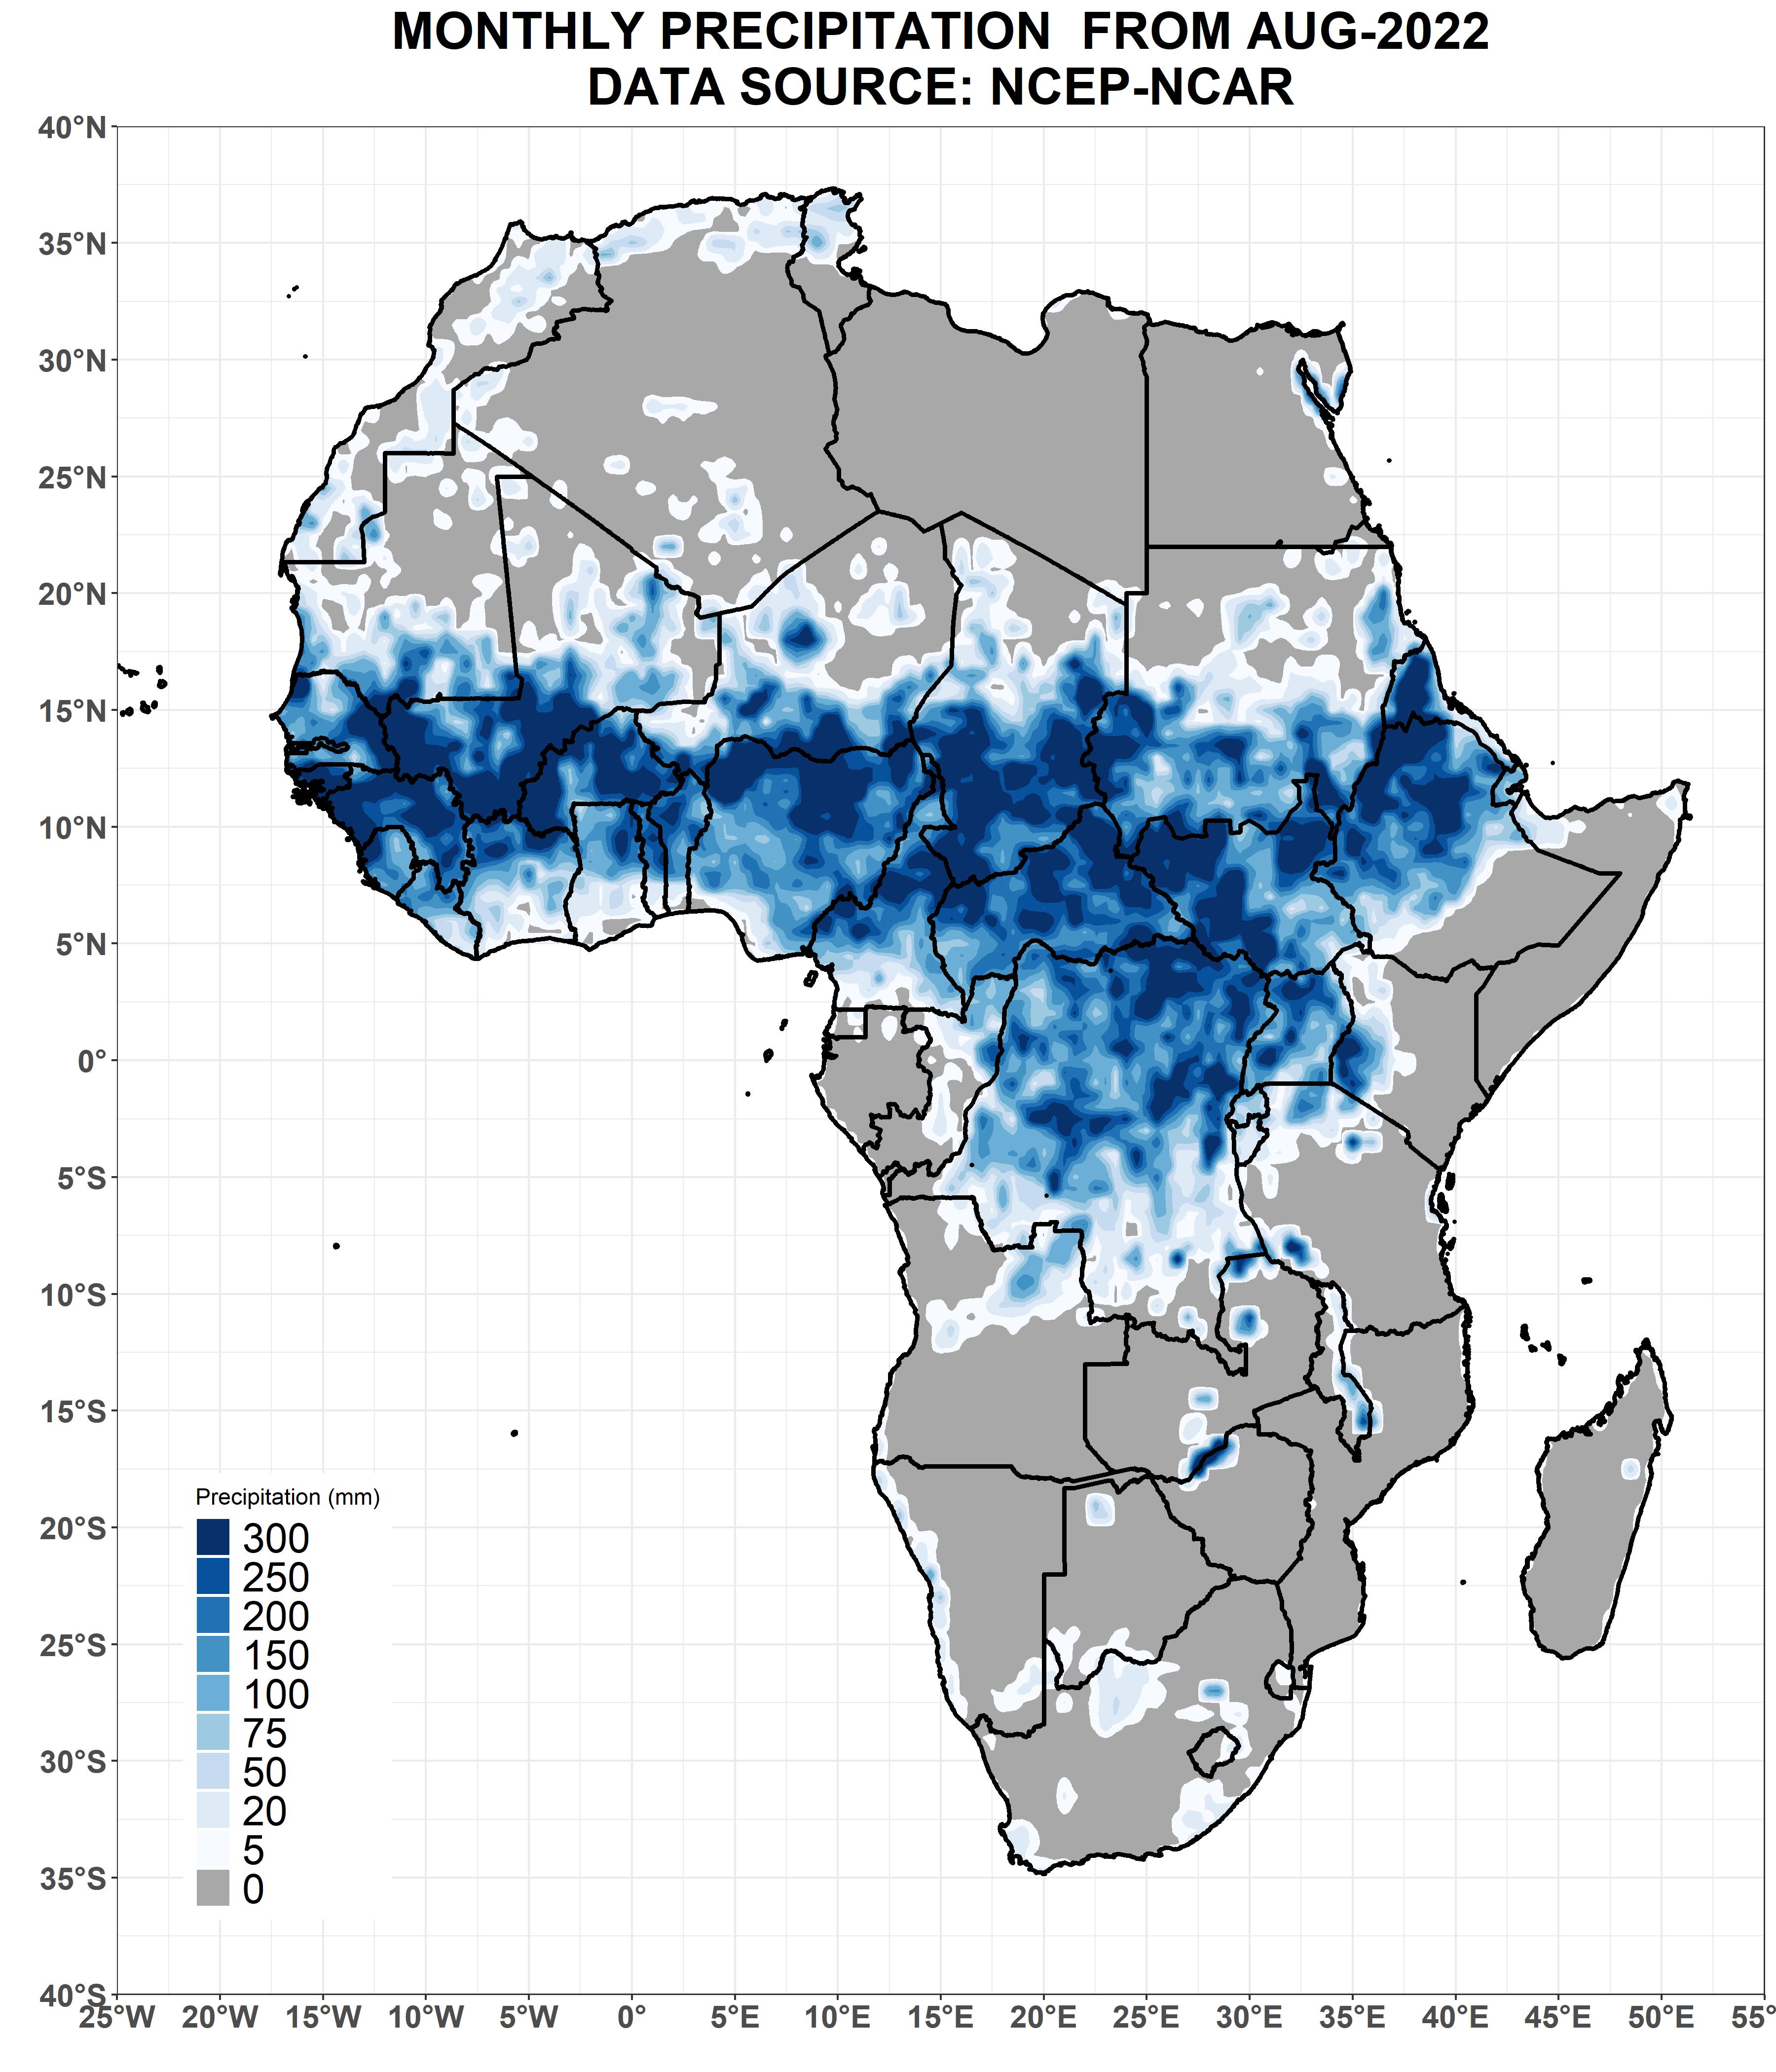 MONTHLY PRECIPITATION  FROM AUG-2022
DATA SOURCE: NCEP-NCAR
40°N
35°N
30°N
25°N
20°N
15°N
10°N
5°N
0°
5°S
10°S
15°S
20°S
25°S
30°S
35°S
40°S
Precipitation (mm)
300
250
200
150
100
75
50
20
5
0
25°W 20°W 15°W 10°W 5°W 0° 5°E 10°E 15°E 20°E 25°E 30°E 35°E 40°E 45°E 50°E 55°